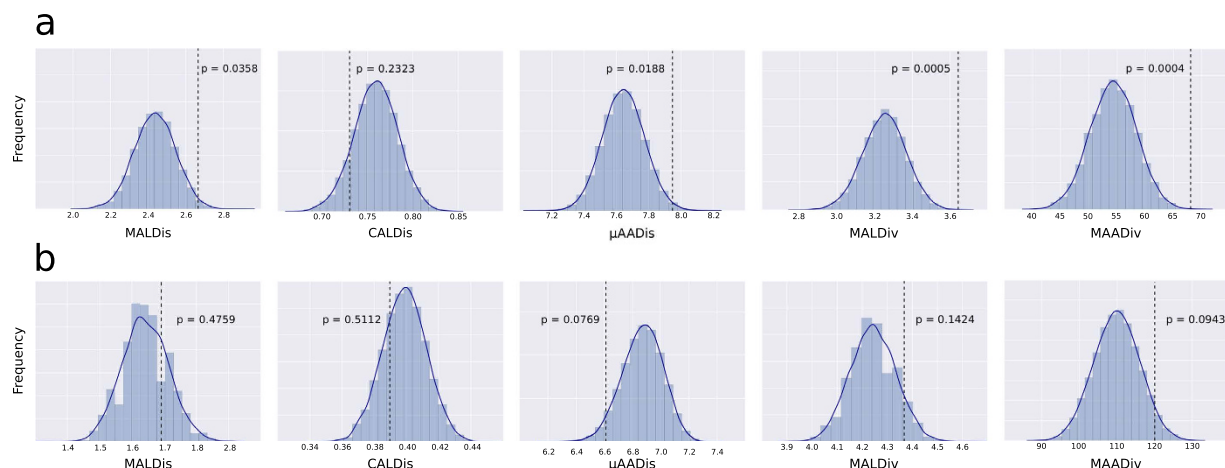 a
Frequency
p = 0.0358
2.0 2.2 2.4 2.6 2.8
MALDis
p = 0.2323
0.70 0.75 0.80 0.85
CALDis
p = 0.0188
7.2 7.4 7.6 7.8 8.0 8.2
µAADis
p = 0.0005
2.8 3.0 3.2 3.4 3.6
MALDiv
p = 0.0004
40 45 50 55 60 65 70
MAADiv
b
Frequency
p = 0.4759
1.4 1.5 1.6 1.7 1.8 2.8
MALDis
p = 0.5112
0.34 0.36 0.38 0.40 0.42 0.44
CALDis
p = 0.0769
6.2 6.4 6.6 6.8 7.0 7.2 7.4
µAADis
p = 0.1424
3.9 4.0 4.1 4.2 4.3 4.4 4.5 4.6
MALDiv
p = 0.0943
90 100 110 120 130
MAADiv